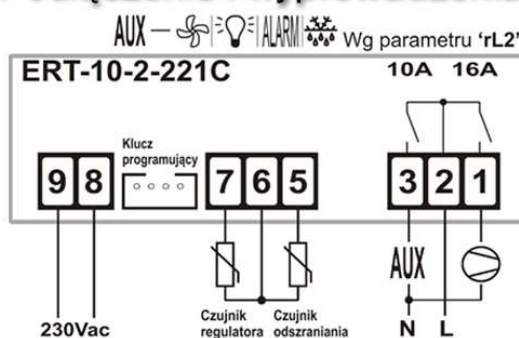 AUX — ALARM Wg parametru ‘rL2’
ERT-10-2-221C 10A 16A
Klucz
programujący
9 8 7 6 5 3 2 1
AUX
Czujnik Czujnik
regulatora odszraniania
230Vac N L